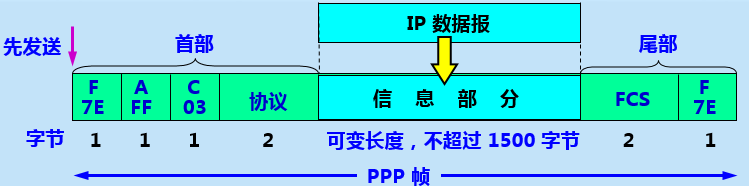 IP 数据报
先发送
首部
尾部
F A C F
7E FF 03 协议 信息部分 FCS 7E
字节 1 1 1 2 可变长度，不超过 1500 字节 2 1
PPP 帧